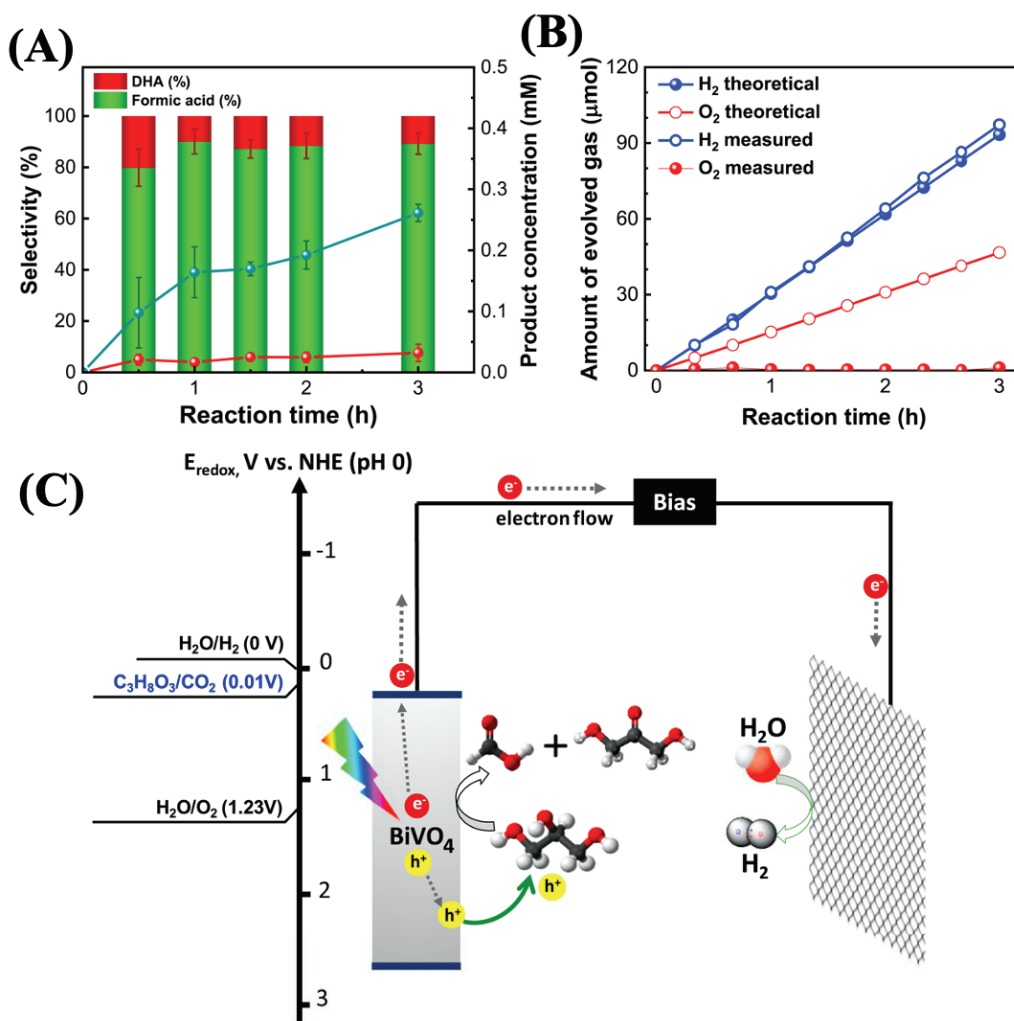 (A)
DHA (%)
Formic acid (%)
Selectivity (%)
100
80
60
40
20
0
Product concentration (mM)
0.5
0.4
0.3
0.2
0.1
0.0
0 1 2 3
Reaction time (h)
(B)
H₂ theoretical
O₂ theoretical
H₂ measured
O₂ measured
Amount of evolved gas (μmol)
120
90
60
30
0
0 1 2 3
Reaction time (h)
(C)
E_redox, V vs. NHE (pH 0)
-1
0
1
2
3
H₂O/H₂ (0 V)
C₃H₈O₃/CO₂ (0.01V)
H₂O/O₂ (1.23V)
e⁻
electron flow
Bias
e⁻
e⁻
e⁻
BiVO₄
h⁺
h⁺
h⁺
+
H₂O
H₂